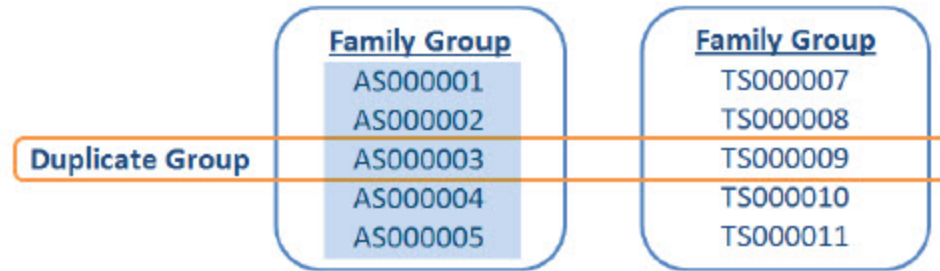 Family Group Family Group
AS000001 TS000007
AS000002 TS000008
Duplicate Group AS000003 TS000009
AS000004 TS000010
AS000005 TS000011